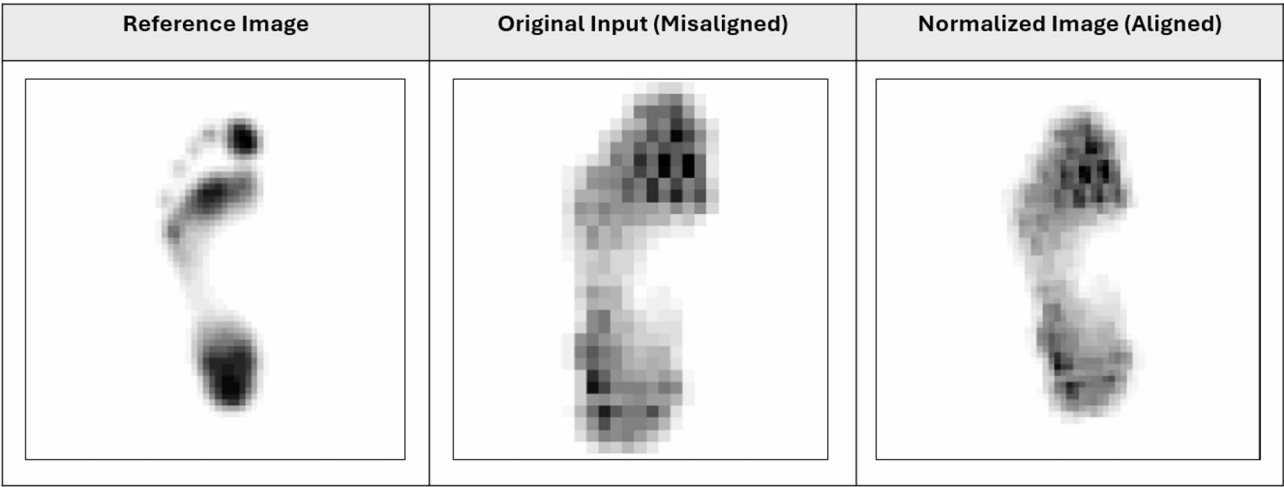 Reference Image
Original Input (Misaligned)
Normalized Image (Aligned)